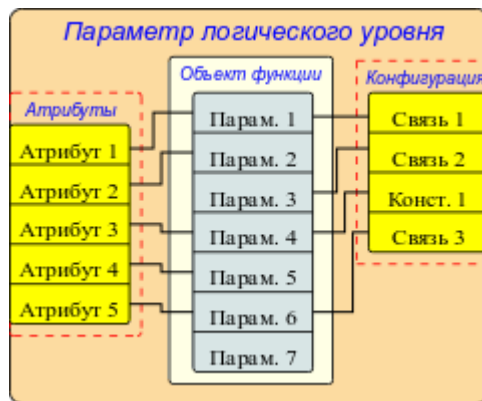 Параметр логического уровня
Объект функции
Конфигурация
Атрибуты
Парам. 1
Связь 1
Атрибут 1
Парам. 2
Связь 2
Атрибут 2
Парам. 3
Конст. 1
Атрибут 3
Парам. 4
Связь 3
Атрибут 4
Парам. 5
Атрибут 5
Парам. 6
Парам. 7